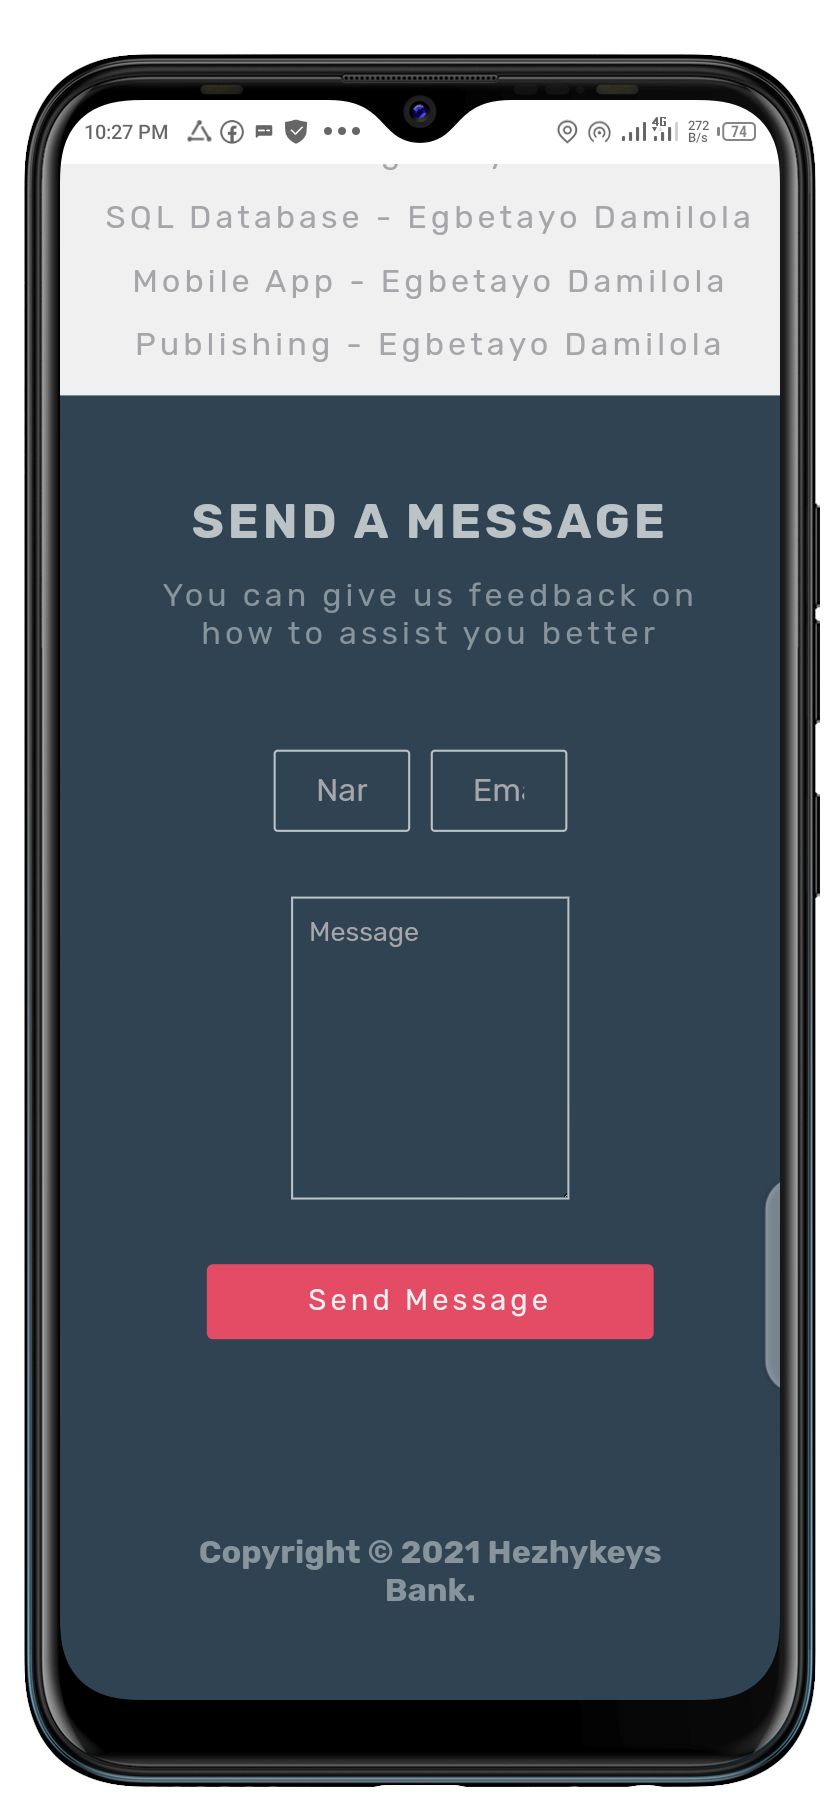 10:27 PM 4G 272 B/s 74
SQL Database - Egbetayo Damilola
Mobile App - Egbetayo Damilola
Publishing - Egbetayo Damilola
SEND A MESSAGE
You can give us feedback on
how to assist you better
Nar Ema
Message
Send Message
Copyright © 2021 Hezhykeys
Bank.